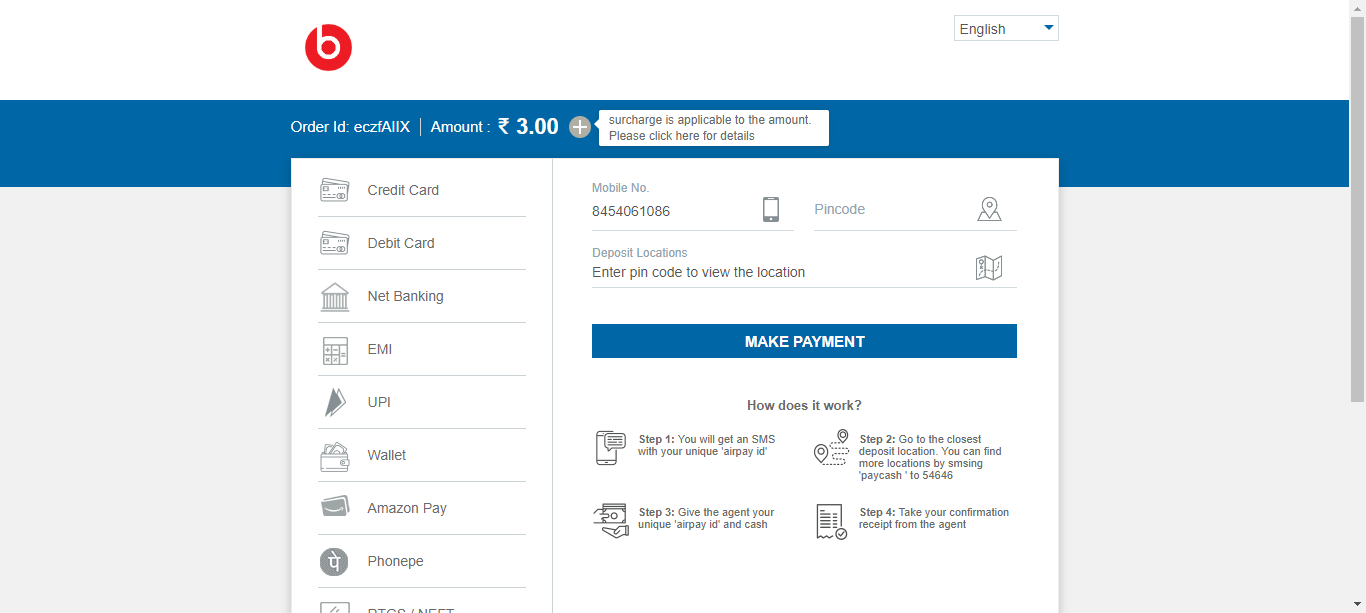 b
English
Order Id: eczfAIIX | Amount : ₹ 3.00
surcharge is applicable to the amount.
Please click here for details
Credit Card
Debit Card
Net Banking
EMI
UPI
Wallet
Amazon Pay
पे
Phonepe
RTGS / NEFT
Mobile No.
8454061086
Pincode
Deposit Locations
Enter pin code to view the location
MAKE PAYMENT
How does it work?
Step 1: You will get an SMS
with your unique 'airpay id'
Step 2: Go to the closest
deposit location. You can find
more locations by smsing
'paycash ' to 54646
Step 3: Give the agent your
unique 'airpay id' and cash
Step 4: Take your confirmation
receipt from the agent